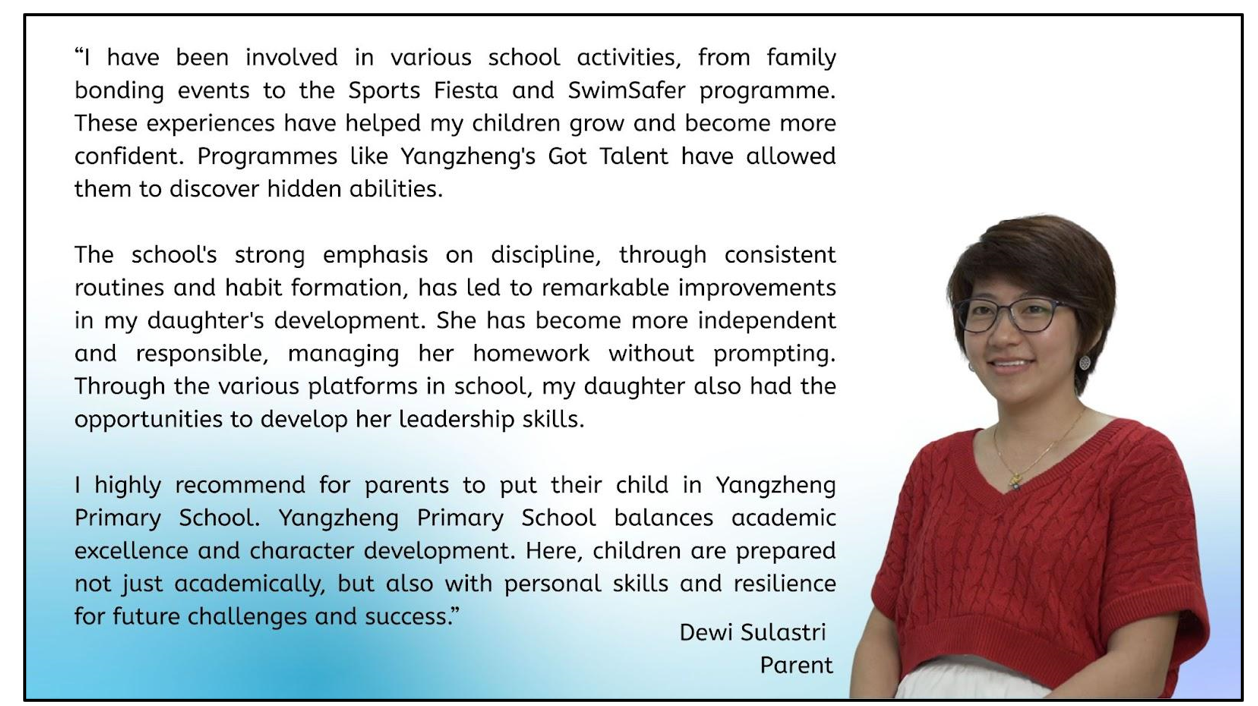 “I have been involved in various school activities, from family
bonding events to the Sports Fiesta and SwimSafer programme.
These experiences have helped my children grow and become more
confident. Programmes like Yangzheng's Got Talent have allowed
them to discover hidden abilities.
The school's strong emphasis on discipline, through consistent
routines and habit formation, has led to remarkable improvements
in my daughter's development. She has become more independent
and responsible, managing her homework without prompting.
Through the various platforms in school, my daughter also had the
opportunities to develop her leadership skills.
I highly recommend for parents to put their child in Yangzheng
Primary School. Yangzheng Primary School balances academic
excellence and character development. Here, children are prepared
not just academically, but also with personal skills and resilience
for future challenges and success.”
Dewi Sulastri
Parent